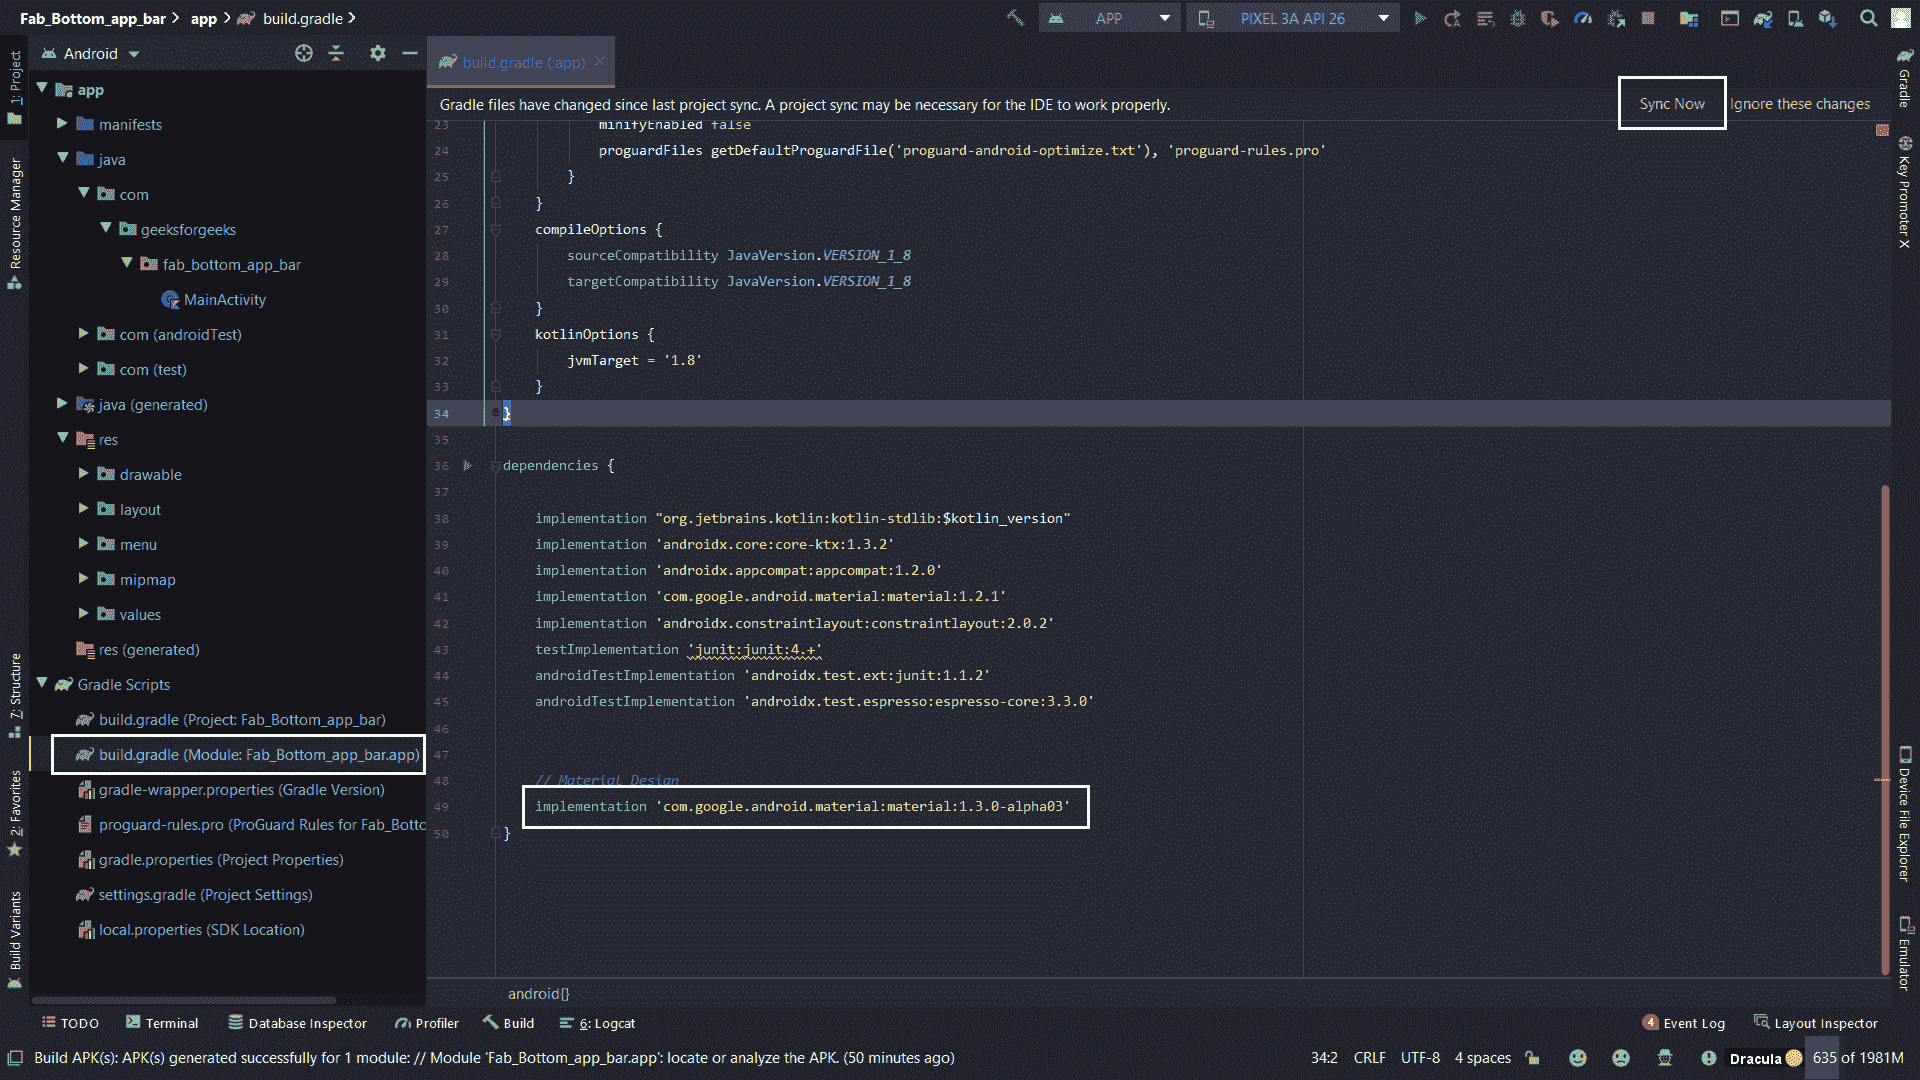 Fab_Bottom_app_bar app build.gradle
APP
PIXEL 3A API 26
Android
build.gradle (:app)
Gradle files have changed since last project sync. A project sync may be necessary for the IDE to work properly.
Sync Now
Ignore these changes
1: Project
Resource Manager
7: Structure
2: Favorites
Build Variants
app
manifests
java
com
geeksforgeeks
fab_bottom_app_bar
MainActivity
com (androidTest)
com (test)
java (generated)
res
drawable
layout
menu
mipmap
values
res (generated)
Gradle Scripts
build.gradle (Project: Fab_Bottom_app_bar)
build.gradle (Module: Fab_Bottom_app_bar.app)
gradle-wrapper.properties (Gradle Version)
proguard-rules.pro (ProGuard Rules for Fab_Botto
gradle.properties (Project Properties)
settings.gradle (Project Settings)
local.properties (SDK Location)
23 minifyEnabled false
24 proguardFiles getDefaultProguardFile('proguard-android-optimize.txt'), 'proguard-rules.pro'
25 }
26 }
27 compileOptions {
28 sourceCompatibility JavaVersion.VERSION_1_8
29 targetCompatibility JavaVersion.VERSION_1_8
30 }
31 kotlinOptions {
32 jvmTarget = '1.8'
33 }
34 }
35
36 dependencies {
37
38 implementation "org.jetbrains.kotlin:kotlin-stdlib:$kotlin_version"
39 implementation 'androidx.core:core-ktx:1.3.2'
40 implementation 'androidx.appcompat:appcompat:1.2.0'
41 implementation 'com.google.android.material:material:1.2.1'
42 implementation 'androidx.constraintlayout:constraintlayout:2.0.2'
43 testImplementation 'junit:junit:4.+'
44 androidTestImplementation 'androidx.test.ext:junit:1.1.2'
45 androidTestImplementation 'androidx.test.espresso:espresso-core:3.3.0'
46
47
48 // Material Design
49 implementation 'com.google.android.material:material:1.3.0-alpha03'
50 }
android{}
Gradle
Key Promoter X
Device File Explorer
Emulator
TODO
Terminal
Database Inspector
Profiler
Build
6: Logcat
4 Event Log
Layout Inspector
Build APK(s): APK(s) generated successfully for 1 module: // Module 'Fab_Bottom_app_bar.app': locate or analyze the APK. (50 minutes ago)
34:2 CRLF UTF-8 4 spaces
Dracula
635 of 1981M